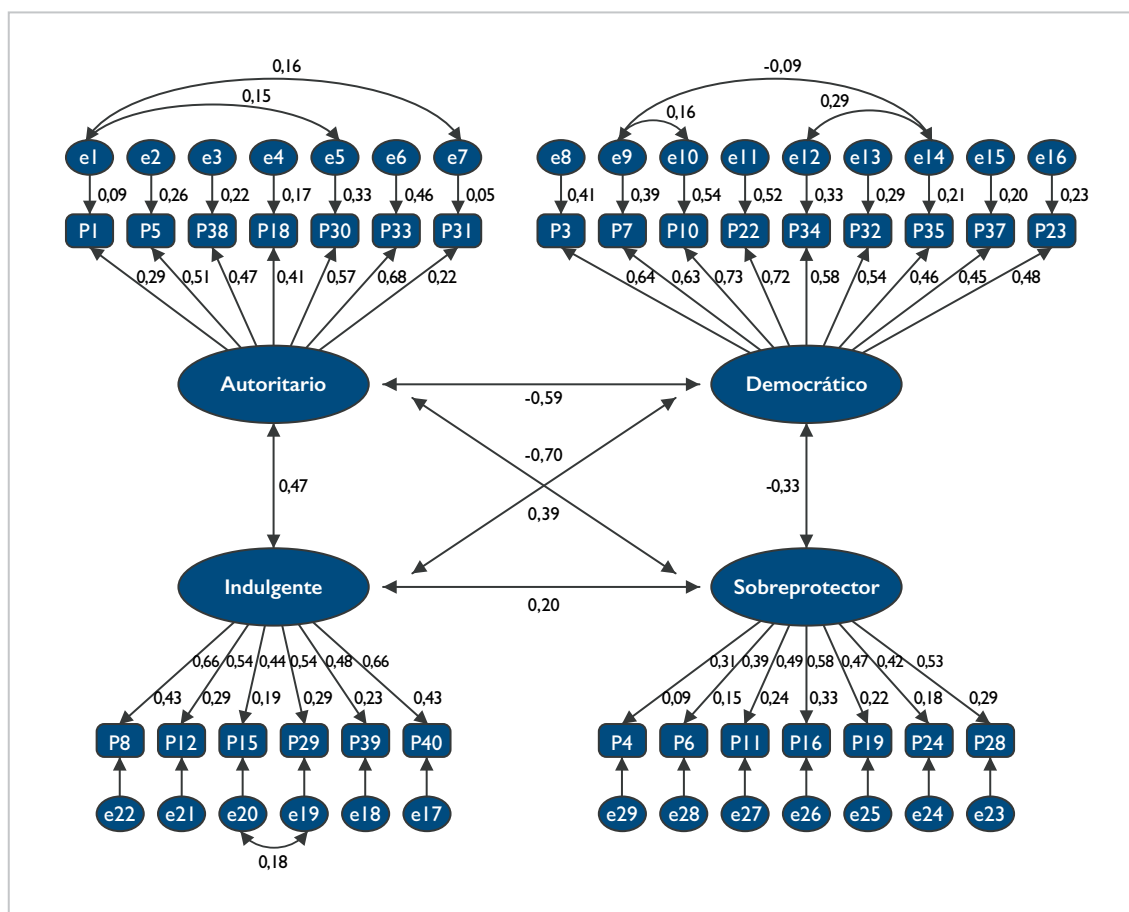 0,16
-0,09
0,15
0,29
0,16
e1 e2 e3 e4 e5 e6 e7
e8 e9 e10 e11 e12 e13 e14 e15 e16
0,09 0,26 0,22 0,17 0,33 0,46 0,05
0,41 0,39 0,54 0,52 0,33 0,29 0,21 0,20 0,23
P1 P5 P38 P18 P30 P33 P31
P3 P7 P10 P22 P34 P32 P35 P37 P23
0,29 0,51 0,47 0,41 0,57 0,68 0,22
0,64 0,63 0,73 0,72 0,58 0,54 0,46 0,45 0,48
Autoritario
Democrático
-0,59
-0,70
0,47
-0,33
0,39
Indulgente
Sobreprotector
0,20
0,66 0,54 0,44 0,54 0,48 0,66
0,31 0,39 0,49 0,58 0,47 0,42 0,53
0,43 0,29 0,19 0,29 0,23 0,43
0,09 0,15 0,24 0,33 0,22 0,18 0,29
P8 P12 P15 P29 P39 P40
P4 P6 P11 P16 P19 P24 P28
e22 e21 e20 e19 e18 e17
e29 e28 e27 e26 e25 e24 e23
0,18